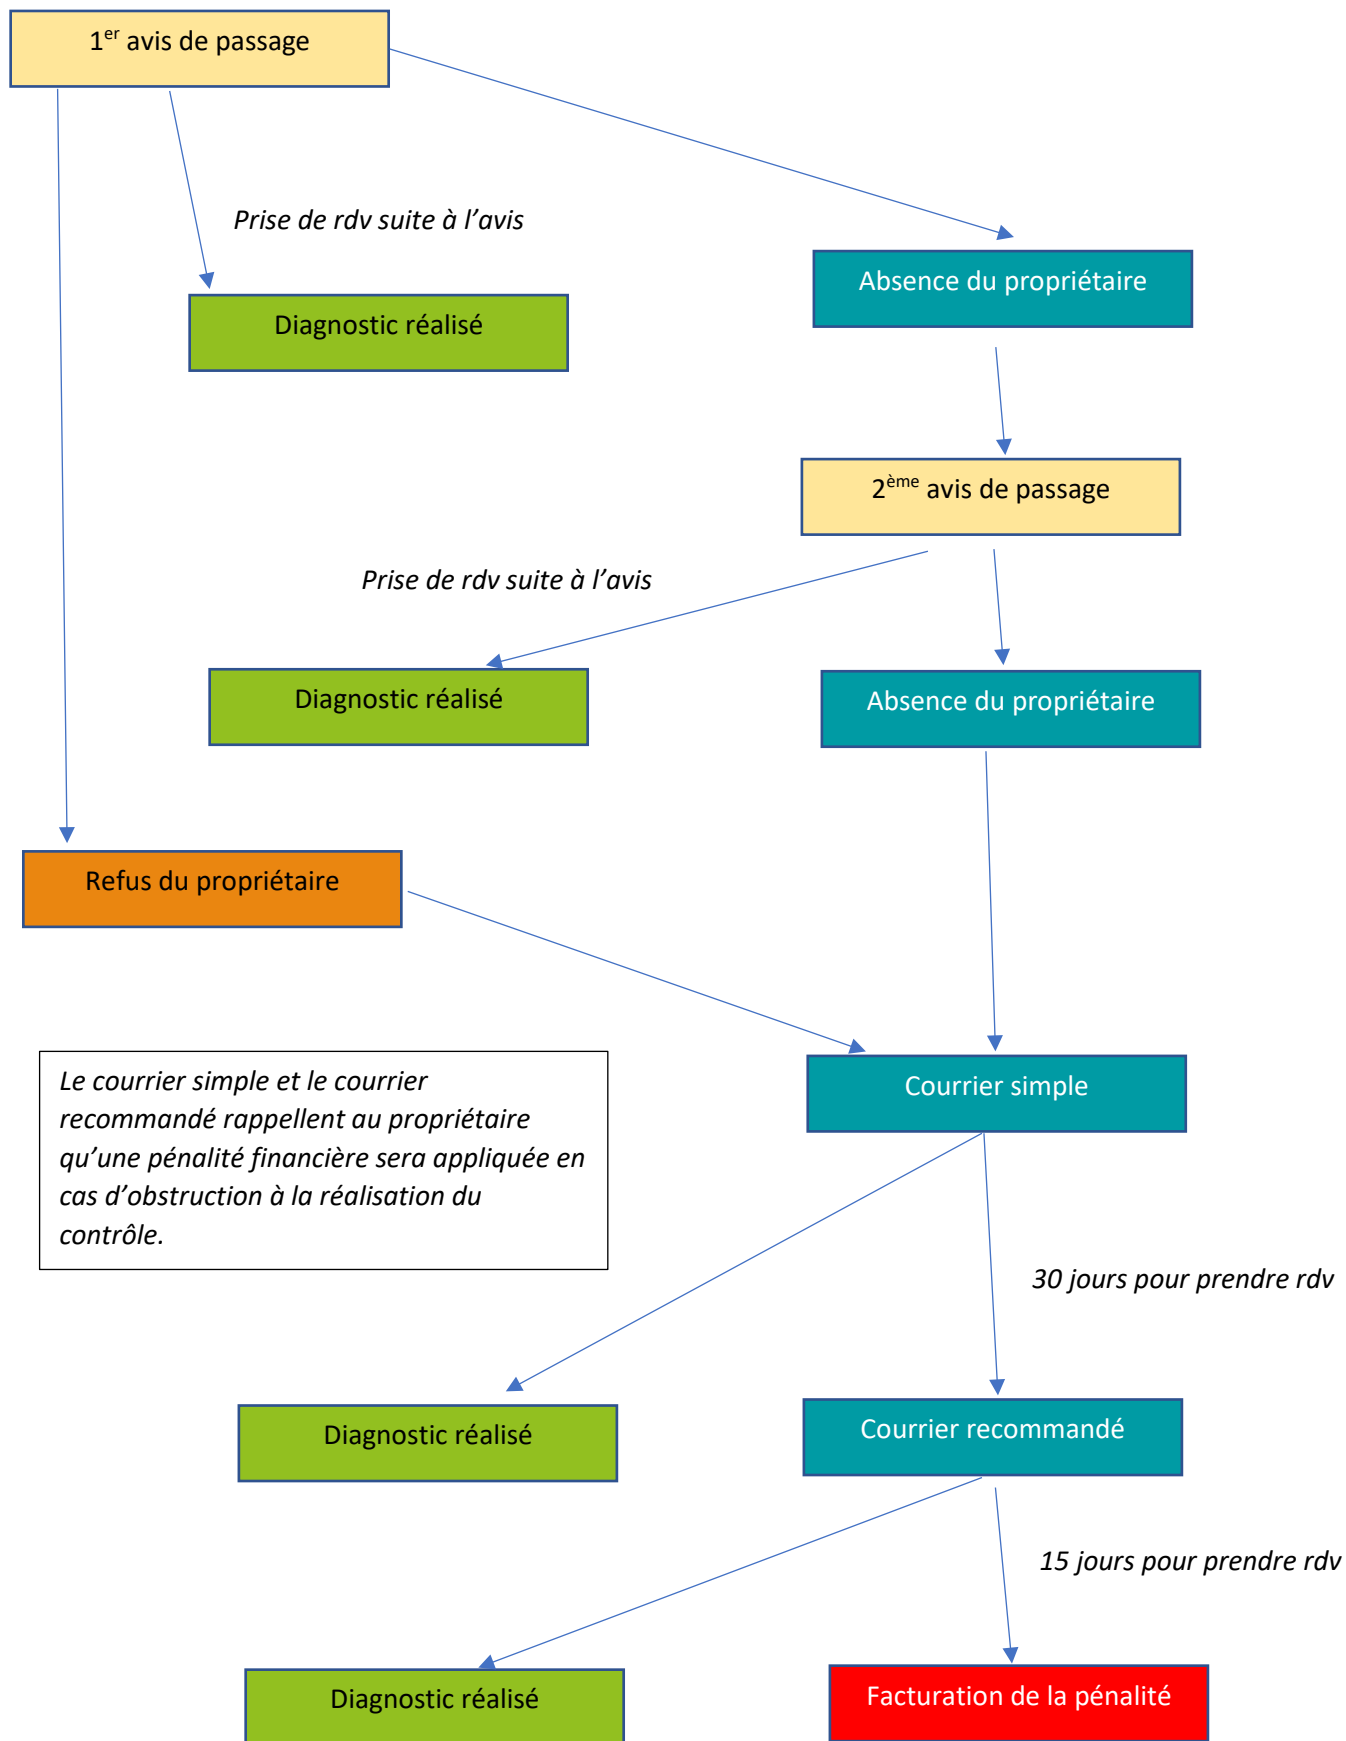 1er avis de passage
Prise de rdv suite à l’avis
Absence du propriétaire
Diagnostic réalisé
2ème avis de passage
Prise de rdv suite à l’avis
Diagnostic réalisé
Absence du propriétaire
Refus du propriétaire
Le courrier simple et le courrier
recommandé rappellent au propriétaire
qu’une pénalité financière sera appliquée en
cas d’obstruction à la réalisation du
contrôle.
Courrier simple
30 jours pour prendre rdv
Diagnostic réalisé
Courrier recommandé
15 jours pour prendre rdv
Diagnostic réalisé
Facturation de la pénalité